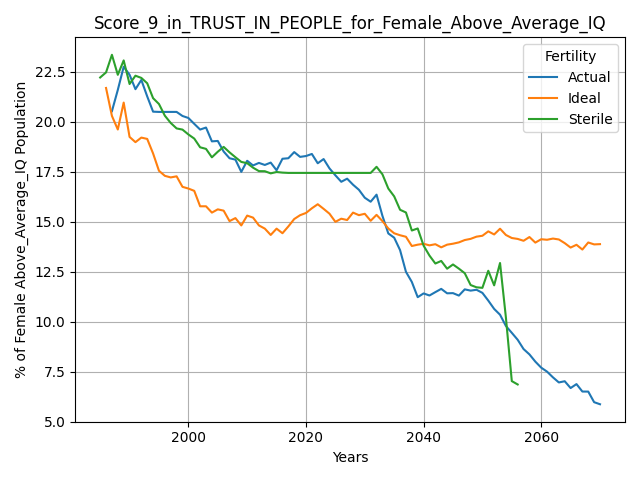 Score_9_in_TRUST_IN_PEOPLE_for_Female_Above_Average_IQ
% of Female Above_Average_IQ Population
22.5
20.0
17.5
15.0
12.5
10.0
7.5
5.0
Fertility
Actual
Ideal
Sterile
2000
2020
2040
2060
Years